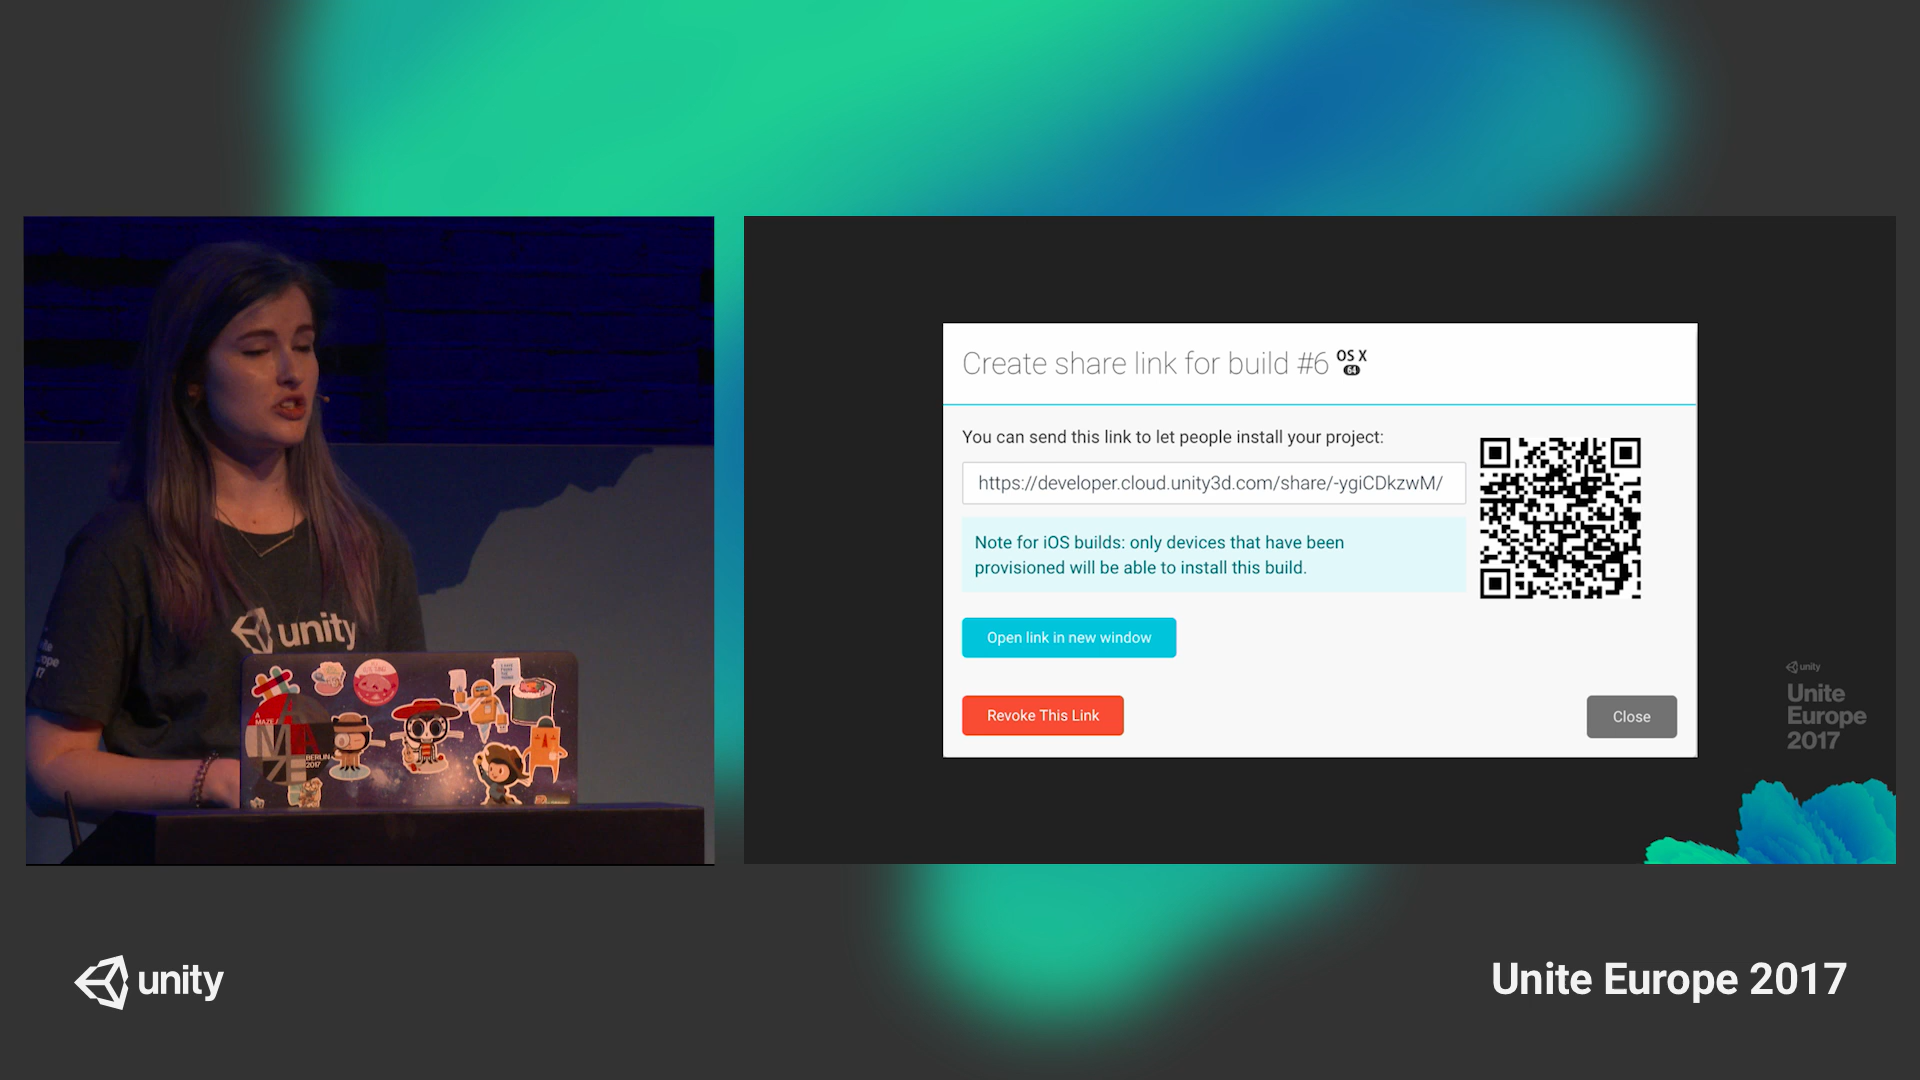 unity
A
MAZE.
BERLIN
2017
Create share link for build #6 OS X
64
You can send this link to let people install your project:
https://developer.cloud.unity3d.com/share/-ygiCDkzwM/
Note for iOS builds: only devices that have been
provisioned will be able to install this build.
Open link in new window
Revoke This Link
Close
unity
Unite
Europe
2017
unity
Unite Europe 2017